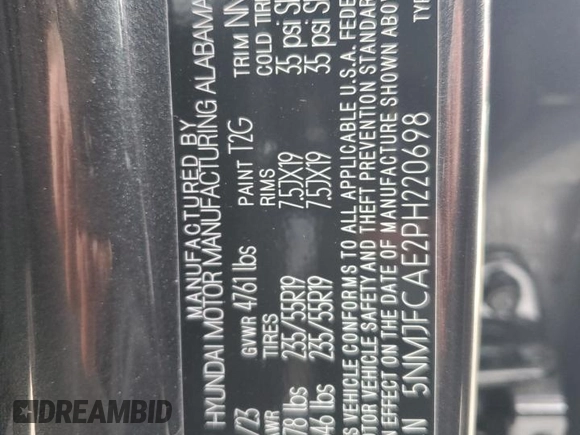 MANUFACTURED BY
HYUNDAI MOTOR MANUFACTURING ALABAMA
/23 GVWR 4761 lbs PAINT T2G TRIM NN
AWR TIRES RIMS COLD TIRE
78 lbs 235/55R19 7.5JX19 35 psi
46 lbs 235/55R19 7.5JX19 35 psi
VEHICLE CONFORMS TO ALL APPLICABLE U.S.A. FEDE
VEHICLE SAFETY AND THEFT PREVENTION STANDAR
EFFECT ON THE DATE OF MANUFACTURE SHOWN ABOV
5NMJFCAE2PH220698 TYP
DREAMBID